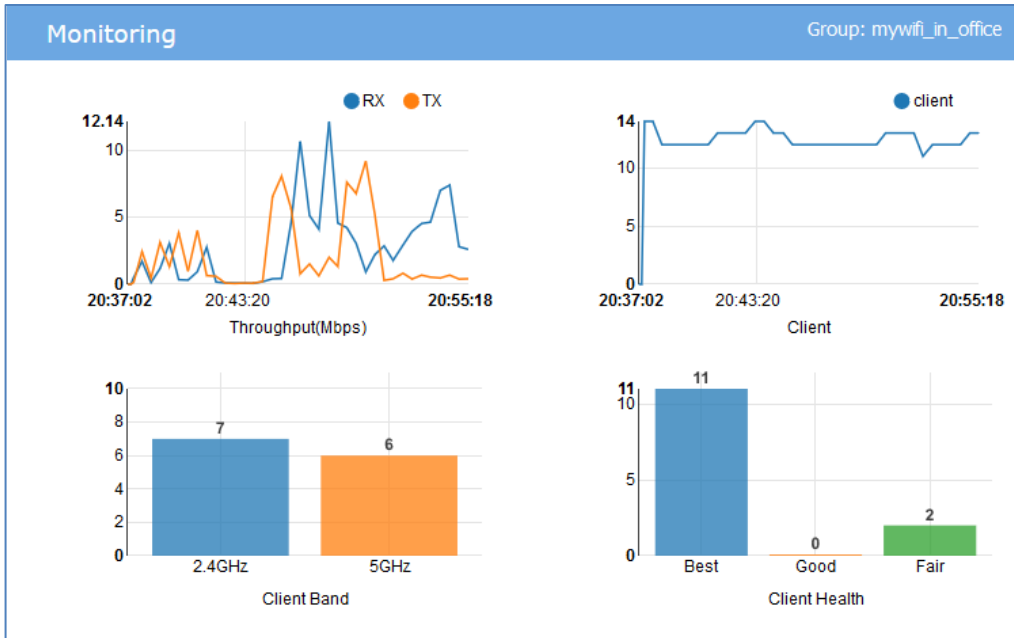 Monitoring
Group: mywifi_in_office
RX TX
12.14
10
5
0
20:37:02 20:43:20 20:55:18
Throughput(Mbps)
client
14
10
5
0
20:37:02 20:43:20 20:55:18
Client
10
8
6
4
2
0
7
6
2.4GHz 5GHz
Client Band
11
10
5
0
11
0
2
Best Good Fair
Client Health